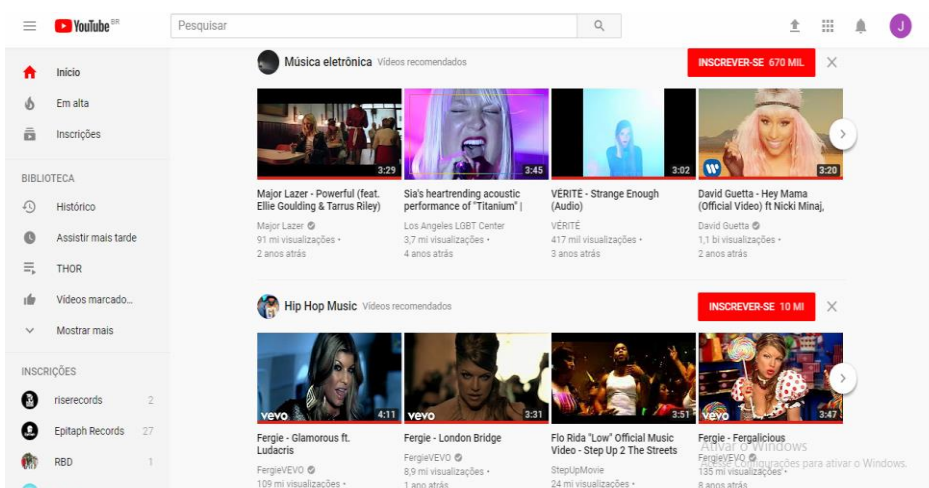 YouTube BR
Pesquisar
J
Início
Em alta
Inscrições
BIBLIOTECA
Histórico
Assistir mais tarde
THOR
Vídeos marcado...
Mostrar mais
INSCRIÇÕES
riserecords 2
Epitaph Records 27
RBD 1
Música eletrônica Vídeos recomendados
INSCREVER-SE 670 MIL
3:29
3:45
3:02
3:20
Major Lazer - Powerful (feat.
Ellie Goulding & Tarrus Riley)
Major Lazer
91 mi visualizações •
2 anos atrás
Sia's heartrending acoustic
performance of "Titanium" |
Los Angeles LGBT Center
3,7 mi visualizações •
4 anos atrás
VÉRITÉ - Strange Enough
(Audio)
VÉRITÉ
417 mil visualizações •
3 anos atrás
David Guetta - Hey Mama
(Official Video) ft Nicki Minaj,
David Guetta
1,1 bi visualizações •
2 anos atrás
Hip Hop Music Vídeos recomendados
INSCREVER-SE 10 MI
vevo 4:11
vevo 3:31
3:51
vevo 3:47
Fergie - Glamorous ft.
Ludacris
FergieVEVO
109 mi visualizações •
Fergie - London Bridge
FergieVEVO
8,9 mi visualizações •
1 ano atrás
Flo Rida "Low" Official Music
Video - Step Up 2 The Streets
StepUpMovie
24 mi visualizações •
Fergie - Fergalicious
FergieVEVO
135 mi visualizações •
8 anos atrás
Ativar o Windows
Acesse Configurações para ativar o Windows.